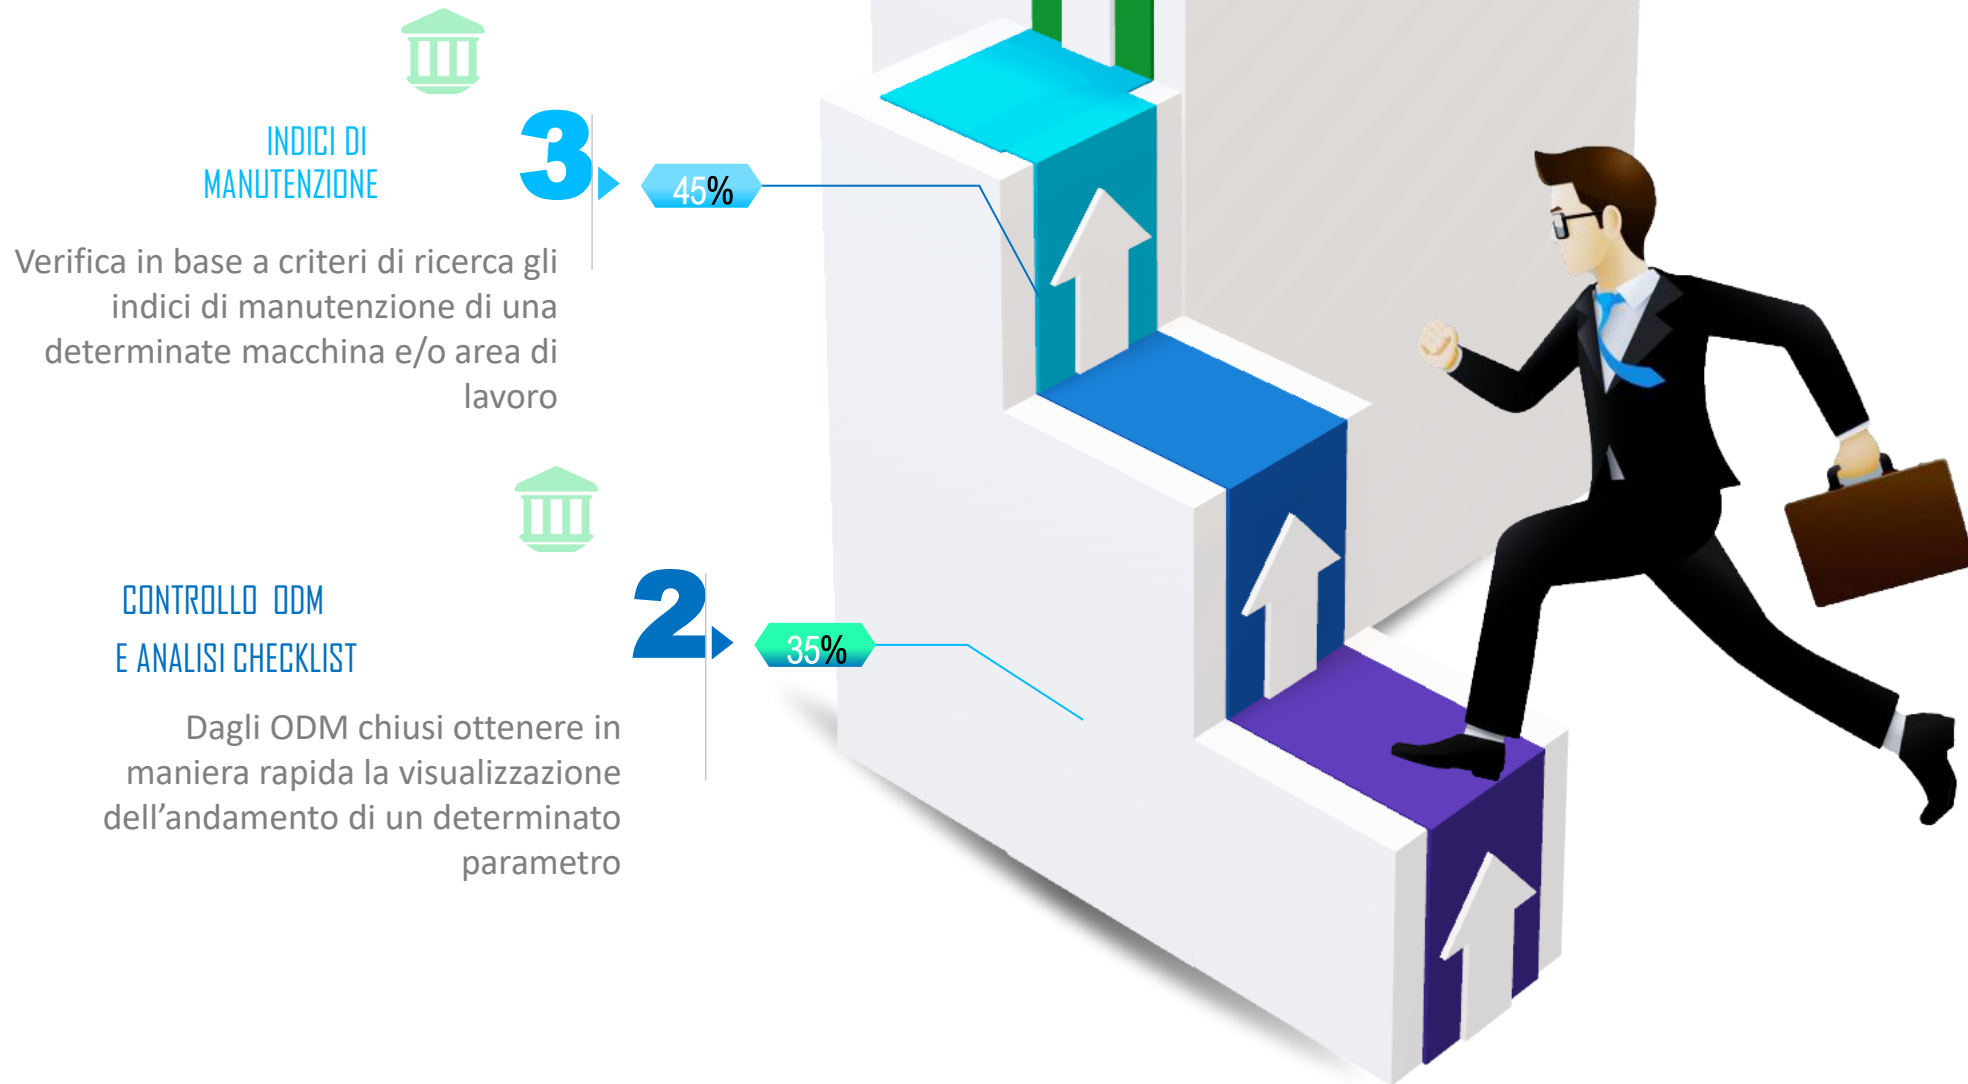 INDICI DI
MANUTENZIONE
3
45%
Verifica in base a criteri di ricerca gli
indici di manutenzione di una
determinate macchina e/o area di
lavoro
CONTROLLO ODM
E ANALISI CHECKLIST
2
35%
Dagli ODM chiusi ottenere in
maniera rapida la visualizzazione
dell’andamento di un determinato
parametro